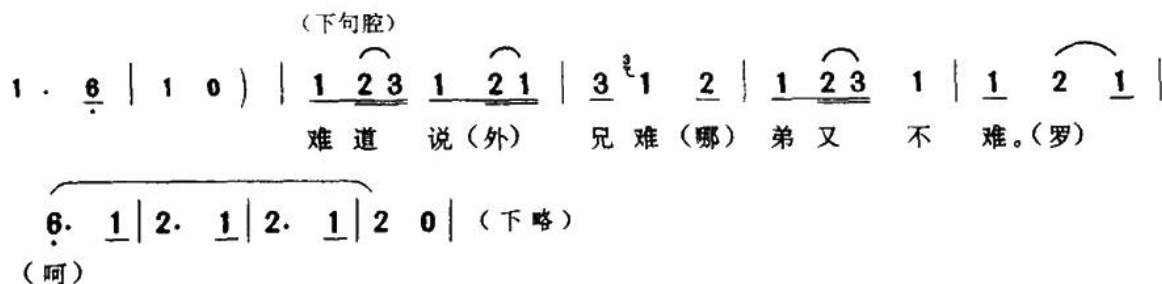 （下句腔）
1 · 6 | 1 0 ) | 1 2 3 1 2 1 | 3 3 1 2 | 1 2 3 1 | 1 2 1 |
难道 说（外） 兄难（哪） 弟又 不 难。（罗）
6· 1 | 2· 1 | 2· 1 | 2 0 | （下略）
（呵）